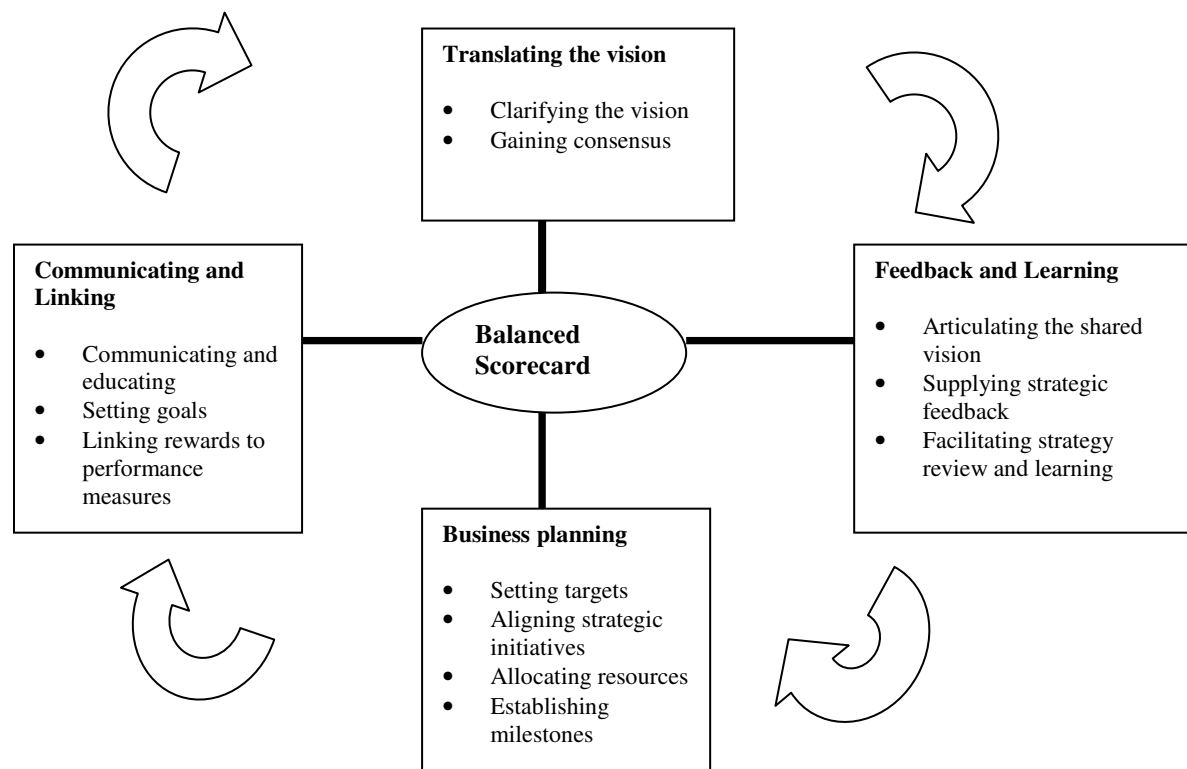 Translating the vision
• Clarifying the vision
• Gaining consensus
Communicating and
Linking
• Communicating and
educating
• Setting goals
• Linking rewards to
performance
measures
Balanced
Scorecard
Feedback and Learning
• Articulating the shared
vision
• Supplying strategic
feedback
• Facilitating strategy
review and learning
Business planning
• Setting targets
• Aligning strategic
initiatives
• Allocating resources
• Establishing
milestones